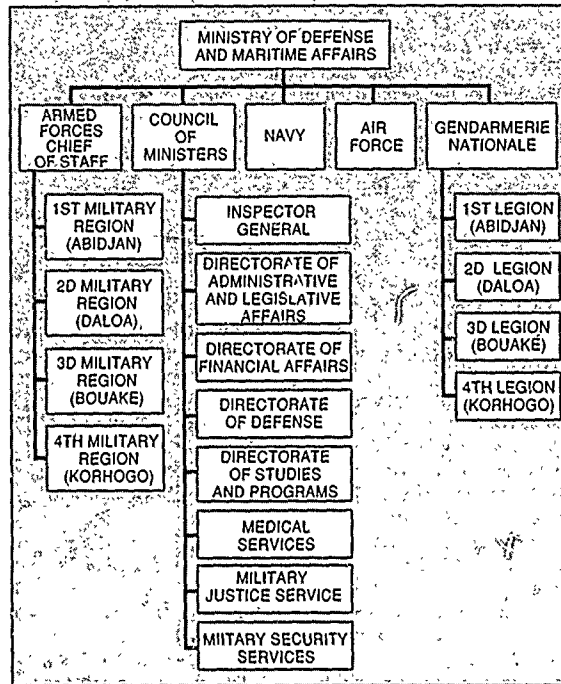 MINISTRY OF DEFENSE
AND MARITIME AFFAIRS
ARMED
FORCES
CHIEF
OF STAFF
COUNCIL
OF
MINISTERS
NAVY
AIR
FORCE
GENDARMERIE
NATIONALE
1ST MILITARY
REGION
(ABIDJAN)
2D MILITARY
REGION
(DALOA)
3D MILITARY
REGION
(BOUAKÉ)
4TH MILITARY
REGION
(KORHOGO)
INSPECTOR
GENERAL
DIRECTORATE OF
ADMINISTRATIVE
AND LEGISLATIVE
AFFAIRS
DIRECTORATE OF
FINANCIAL AFFAIRS
DIRECTORATE
OF DEFENSE
DIRECTORATE
OF STUDIES
AND PROGRAMS
MEDICAL
SERVICES
MILITARY
JUSTICE SERVICE
MIITARY SECURITY
SERVICES
1ST LEGION
(ABIDJAN)
2D LEGION
(DALOA)
3D LEGION
(BOUAKÉ)
4TH LEGION
(KORHOGO)